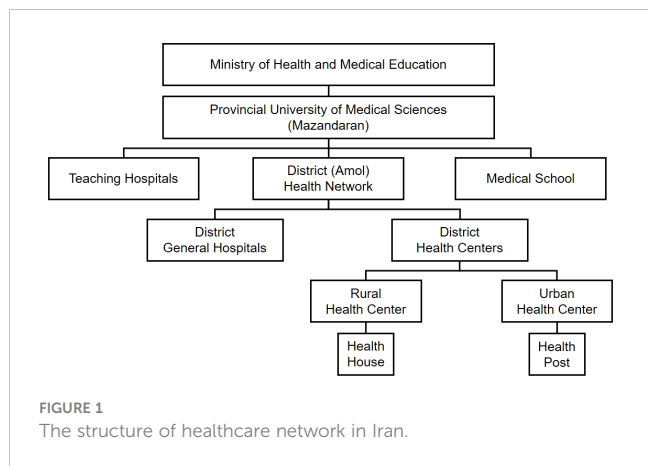 Ministry of Health and Medical Education
Provincial University of Medical Sciences
(Mazandaran)
Teaching Hospitals
District (Amol)
Health Network
Medical School
District
General Hospitals
District
Health Centers
Rural
Health Center
Urban
Health Center
Health
House
Health
Post
FIGURE 1
The structure of healthcare network in Iran.